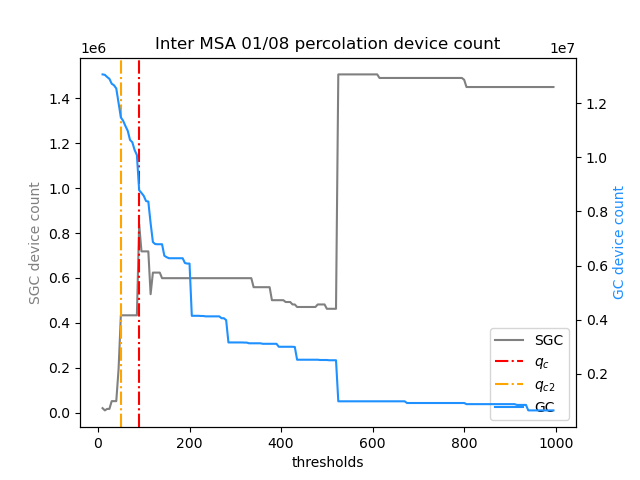 Inter MSA 01/08 percolation device count
1e6
1e7
1.4
1.2
1.0
0.8
0.6
0.4
0.2
0.0
SGC device count
1.2
1.0
0.8
0.6
0.4
0.2
GC device count
SGC
q_c
q_c2
GC
0
200
400
600
800
1000
thresholds